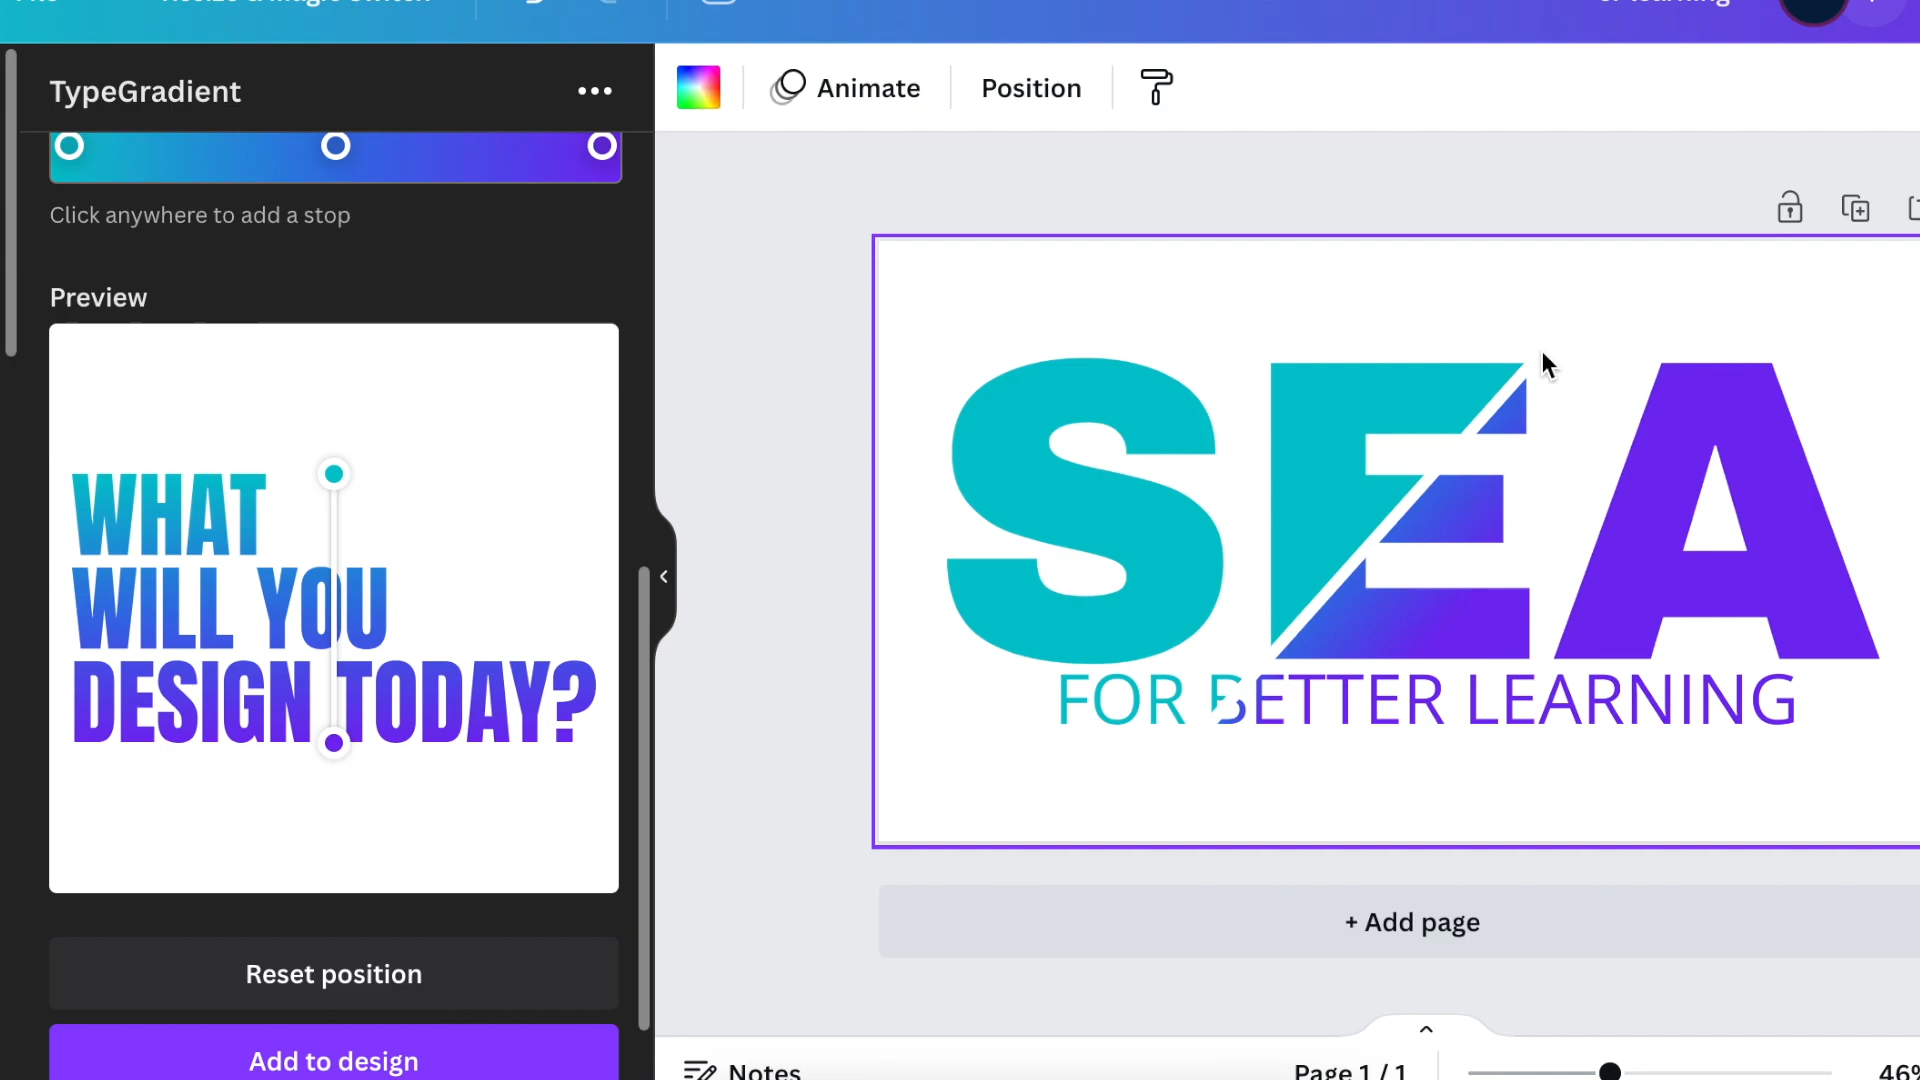 TypeGradient
Animate
Position
Click anywhere to add a stop
Preview
WHAT
WILL YOU
DESIGN TODAY?
SEA
FOR BETTER LEARNING
+ Add page
Reset position
Add to design
Notes
Page 1 / 1
46%